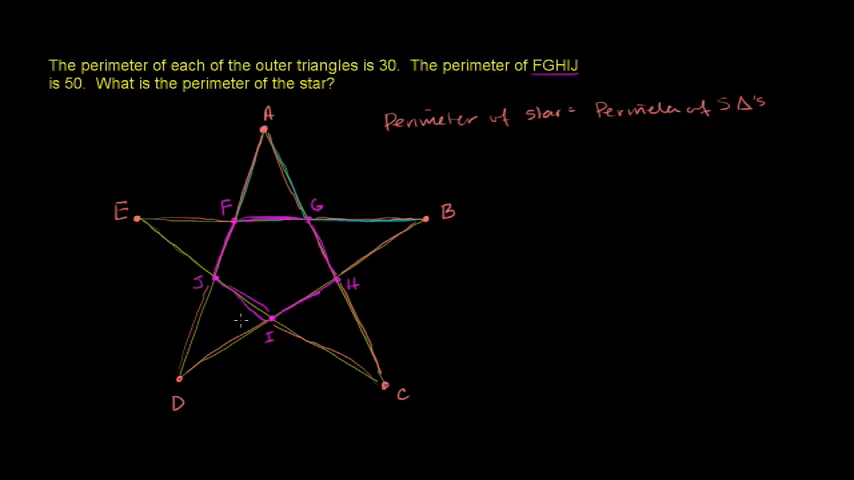 The perimeter of each of the outer triangles is 30. The perimeter of FGHIJ
is 50. What is the perimeter of the star?
Perimeter of star = Perimeter of 5 Δ's
A
E
F
G
B
J
H
I
D
C